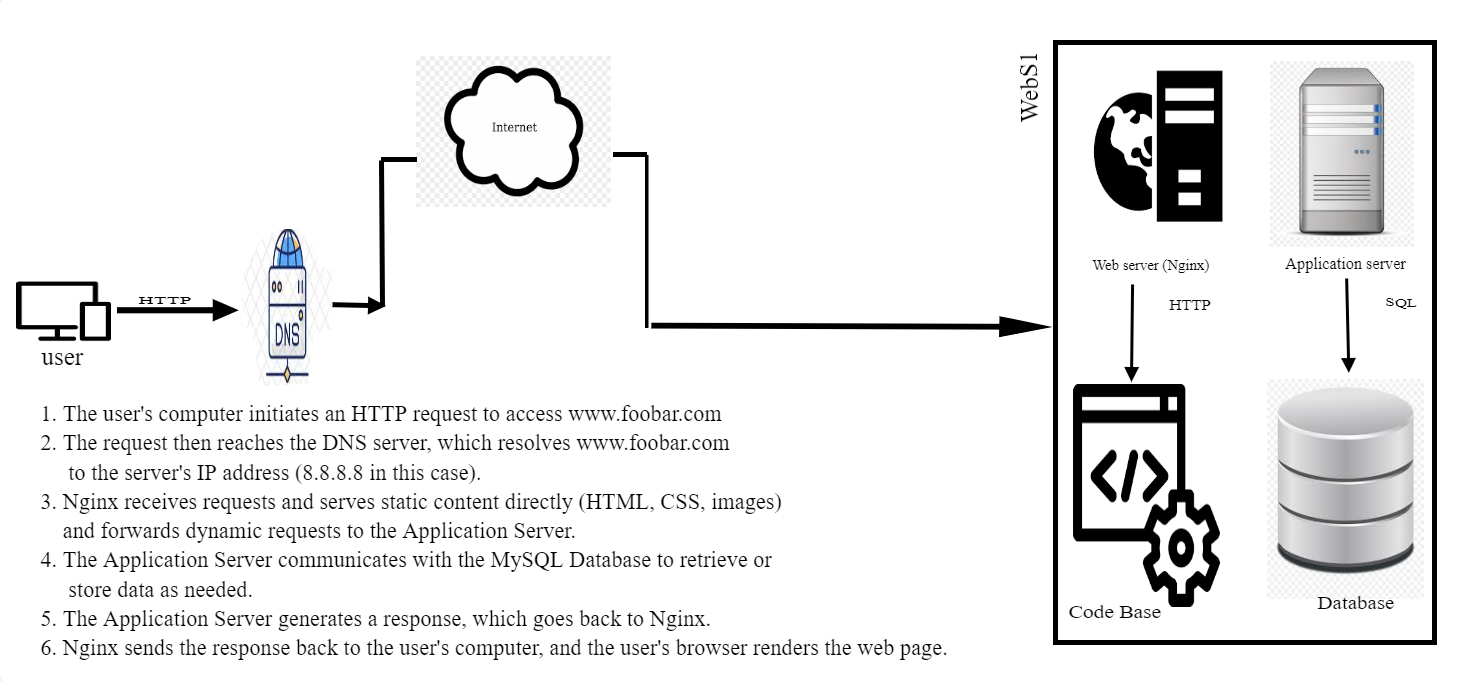 WebS1
Internet
Web server (Nginx)
Application server
HTTP
HTTP
SQL
DNS
user
1. The user's computer initiates an HTTP request to access www.foobar.com
2. The request then reaches the DNS server, which resolves www.foobar.com
to the server's IP address (8.8.8.8 in this case).
3. Nginx receives requests and serves static content directly (HTML, CSS, images)
and forwards dynamic requests to the Application Server.
4. The Application Server communicates with the MySQL Database to retrieve or
store data as needed.
5. The Application Server generates a response, which goes back to Nginx.
6. Nginx sends the response back to the user's computer, and the user's browser renders the web page.
</>
Code Base
Database